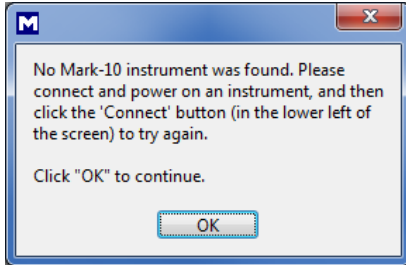 M
x
No Mark-10 instrument was found. Please
connect and power on an instrument, and then
click the 'Connect' button (in the lower left of
the screen) to try again.
Click "OK" to continue.
OK